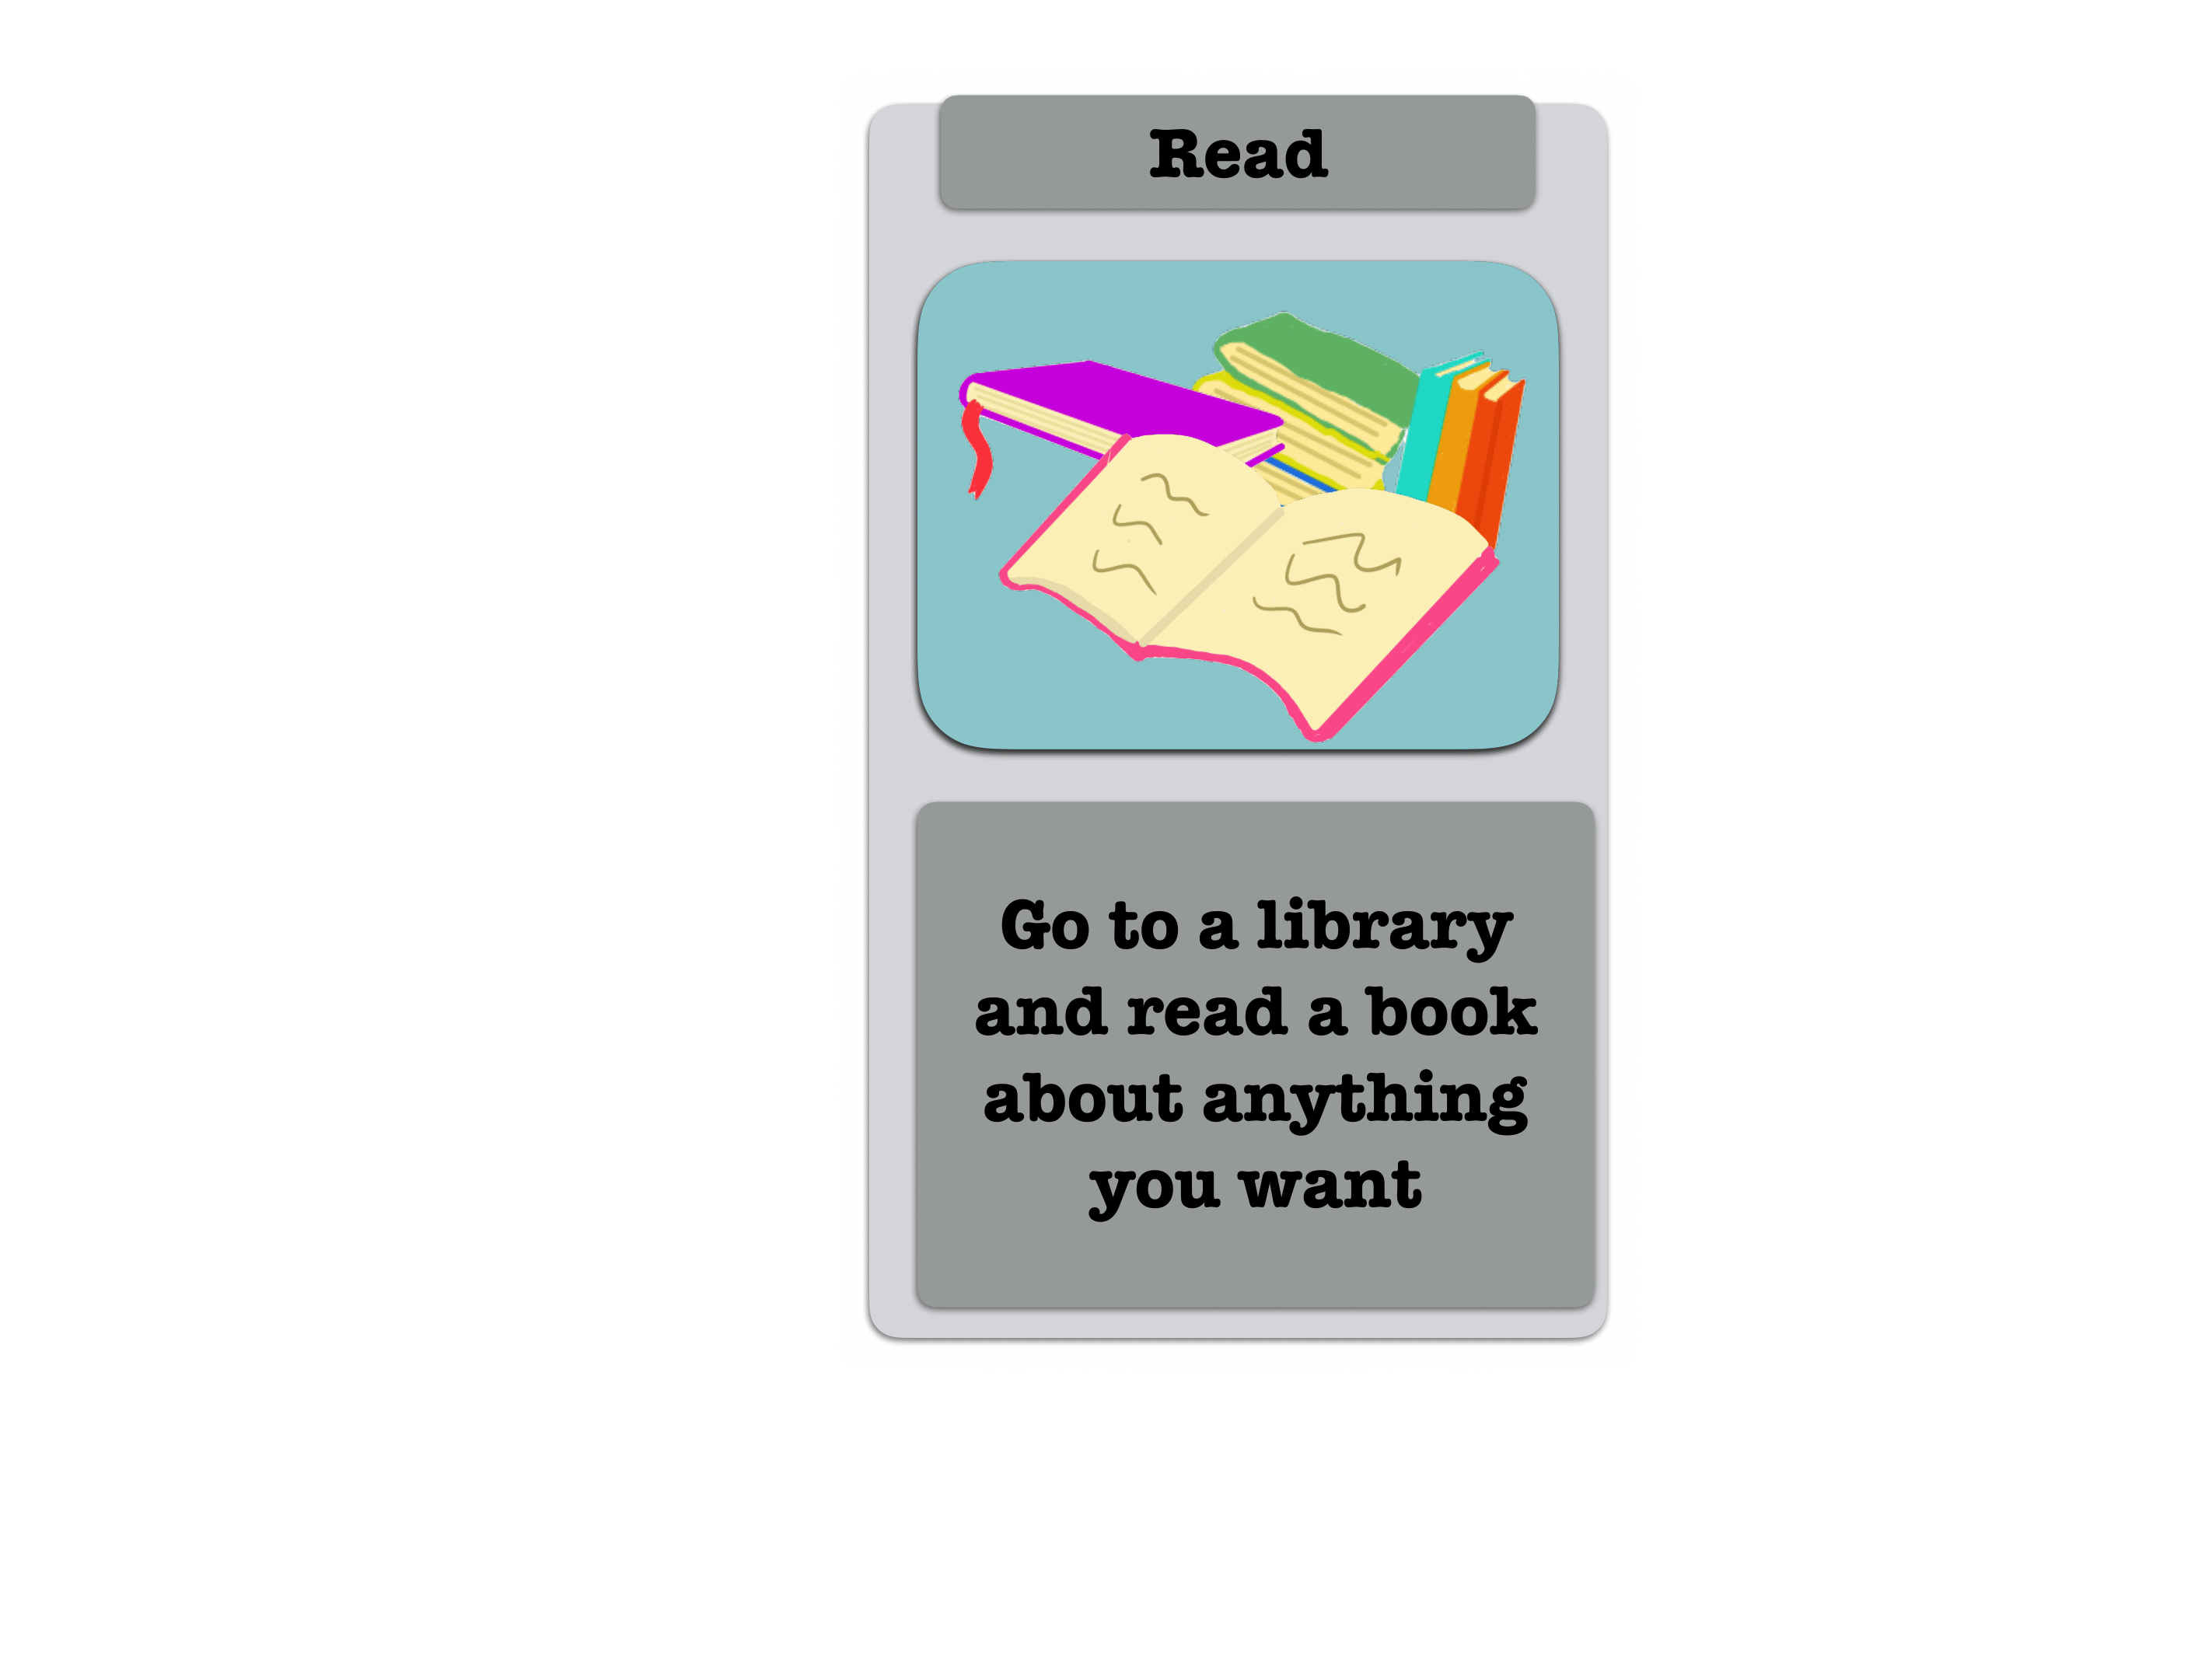 Read
Go to a library
and read a book
about anything
you want